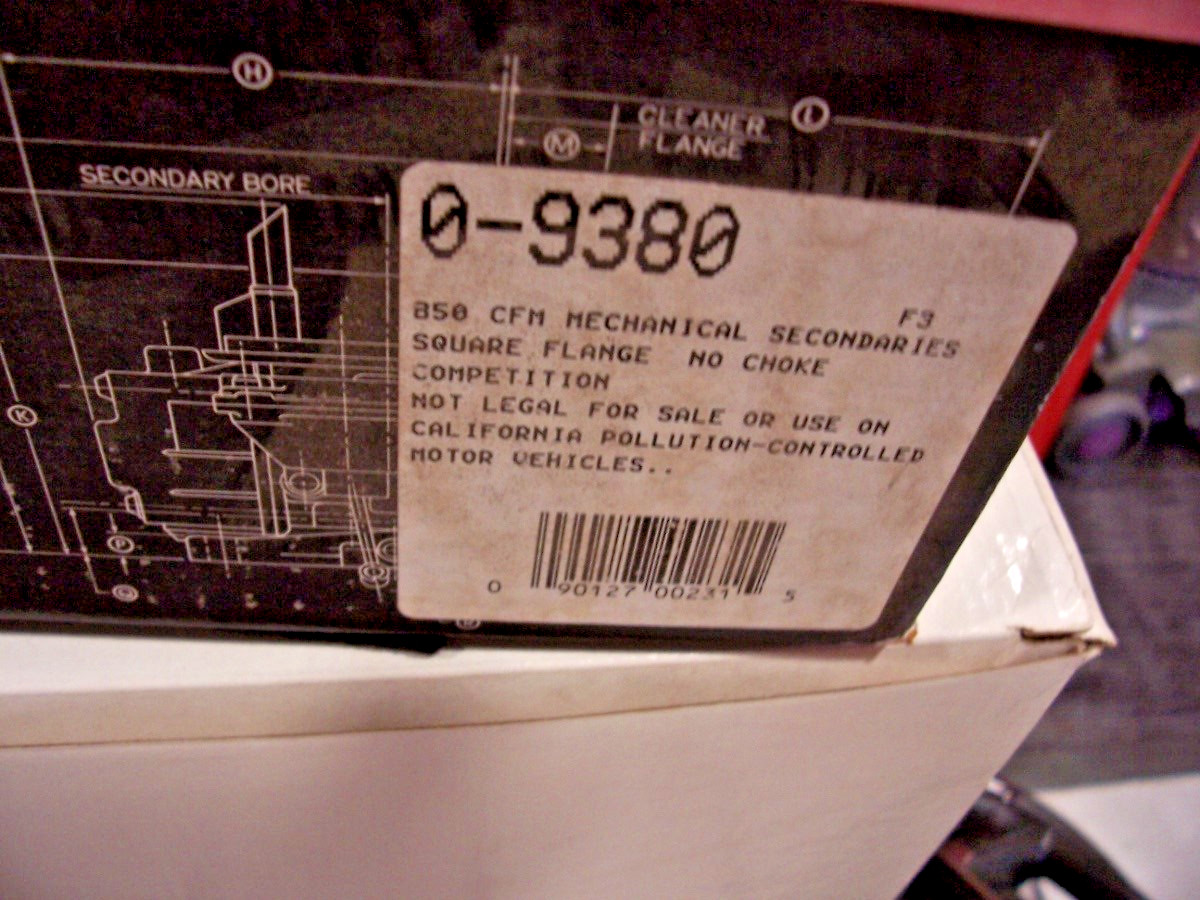 H
L
M
CLEANER
FLANGE
SECONDARY BORE
0-9380
F3
850 CFM MECHANICAL SECONDARIES
SQUARE FLANGE NO CHOKE
COMPETITION
NOT LEGAL FOR SALE OR USE ON
CALIFORNIA POLLUTION-CONTROLLED
MOTOR VEHICLES..
K
0 90127 00231 5